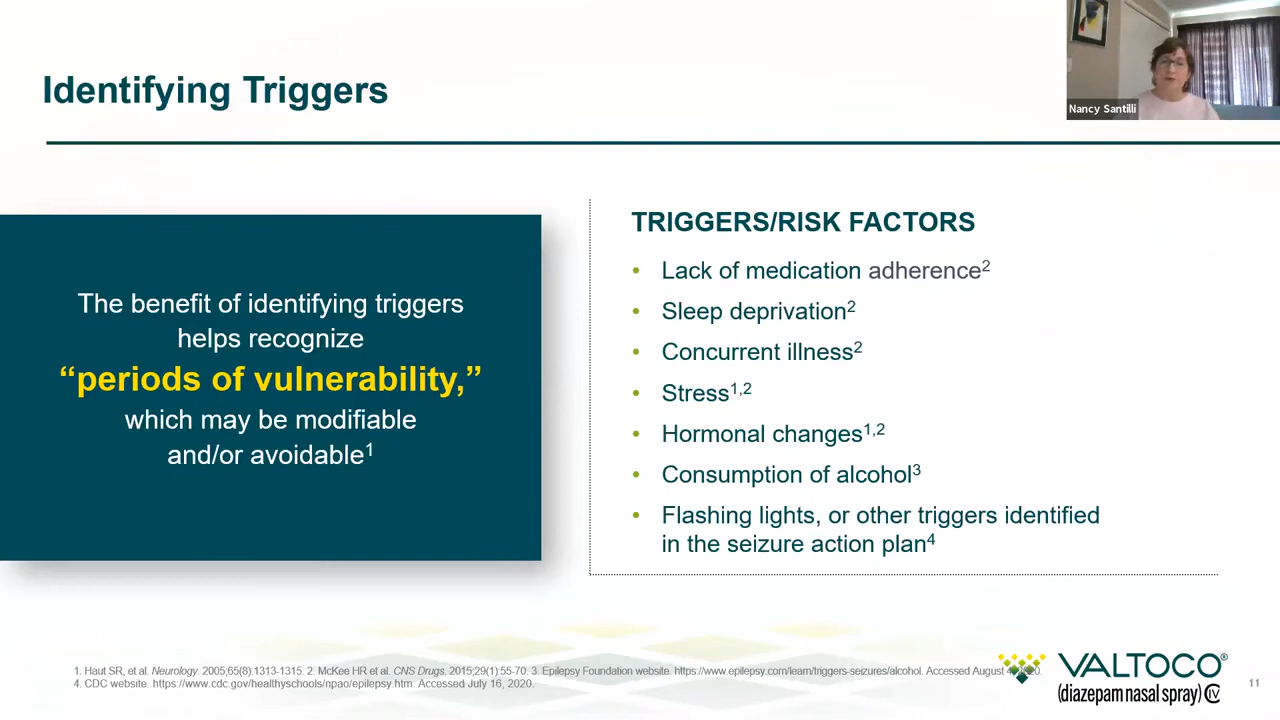 Identifying Triggers
Nancy Santilli
The benefit of identifying triggers
helps recognize
“periods of vulnerability,”
which may be modifiable
and/or avoidable1
TRIGGERS/RISK FACTORS
• Lack of medication adherence2
• Sleep deprivation2
• Concurrent illness2
• Stress1,2
• Hormonal changes1,2
• Consumption of alcohol3
• Flashing lights, or other triggers identified
in the seizure action plan4
1. Haut SR, et al. Neurology. 2005;65(8):1313-1315. 2. McKee HR et al. CNS Drugs. 2015;29(1):55-70. 3. Epilepsy Foundation website. https://www.epilepsy.com/learn/triggers-seizures/alcohol. Accessed August
4. CDC website. https://www.cdc.gov/healthyschools/npao/epilepsy.htm. Accessed July 16, 2020.
VALTOCO®
(diazepam nasal spray) CIV
11